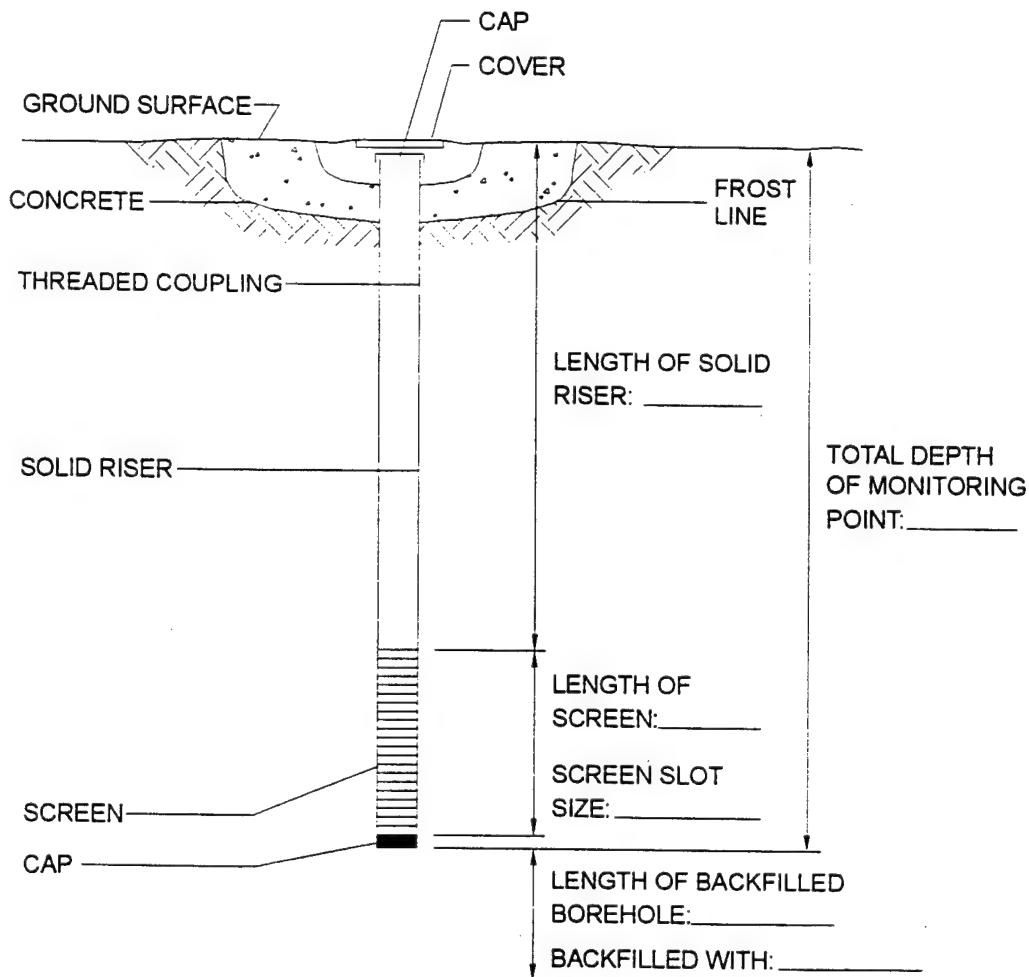 CAP
COVER
GROUND SURFACE
CONCRETE
FROST
LINE
THREADED COUPLING
LENGTH OF SOLID
RISER: ________
SOLID RISER
TOTAL DEPTH
OF MONITORING
POINT: ________
LENGTH OF
SCREEN: ________
SCREEN SLOT
SIZE: ________
SCREEN
CAP
LENGTH OF BACKFILLED
BOREHOLE: ________
BACKFILLED WITH: ________